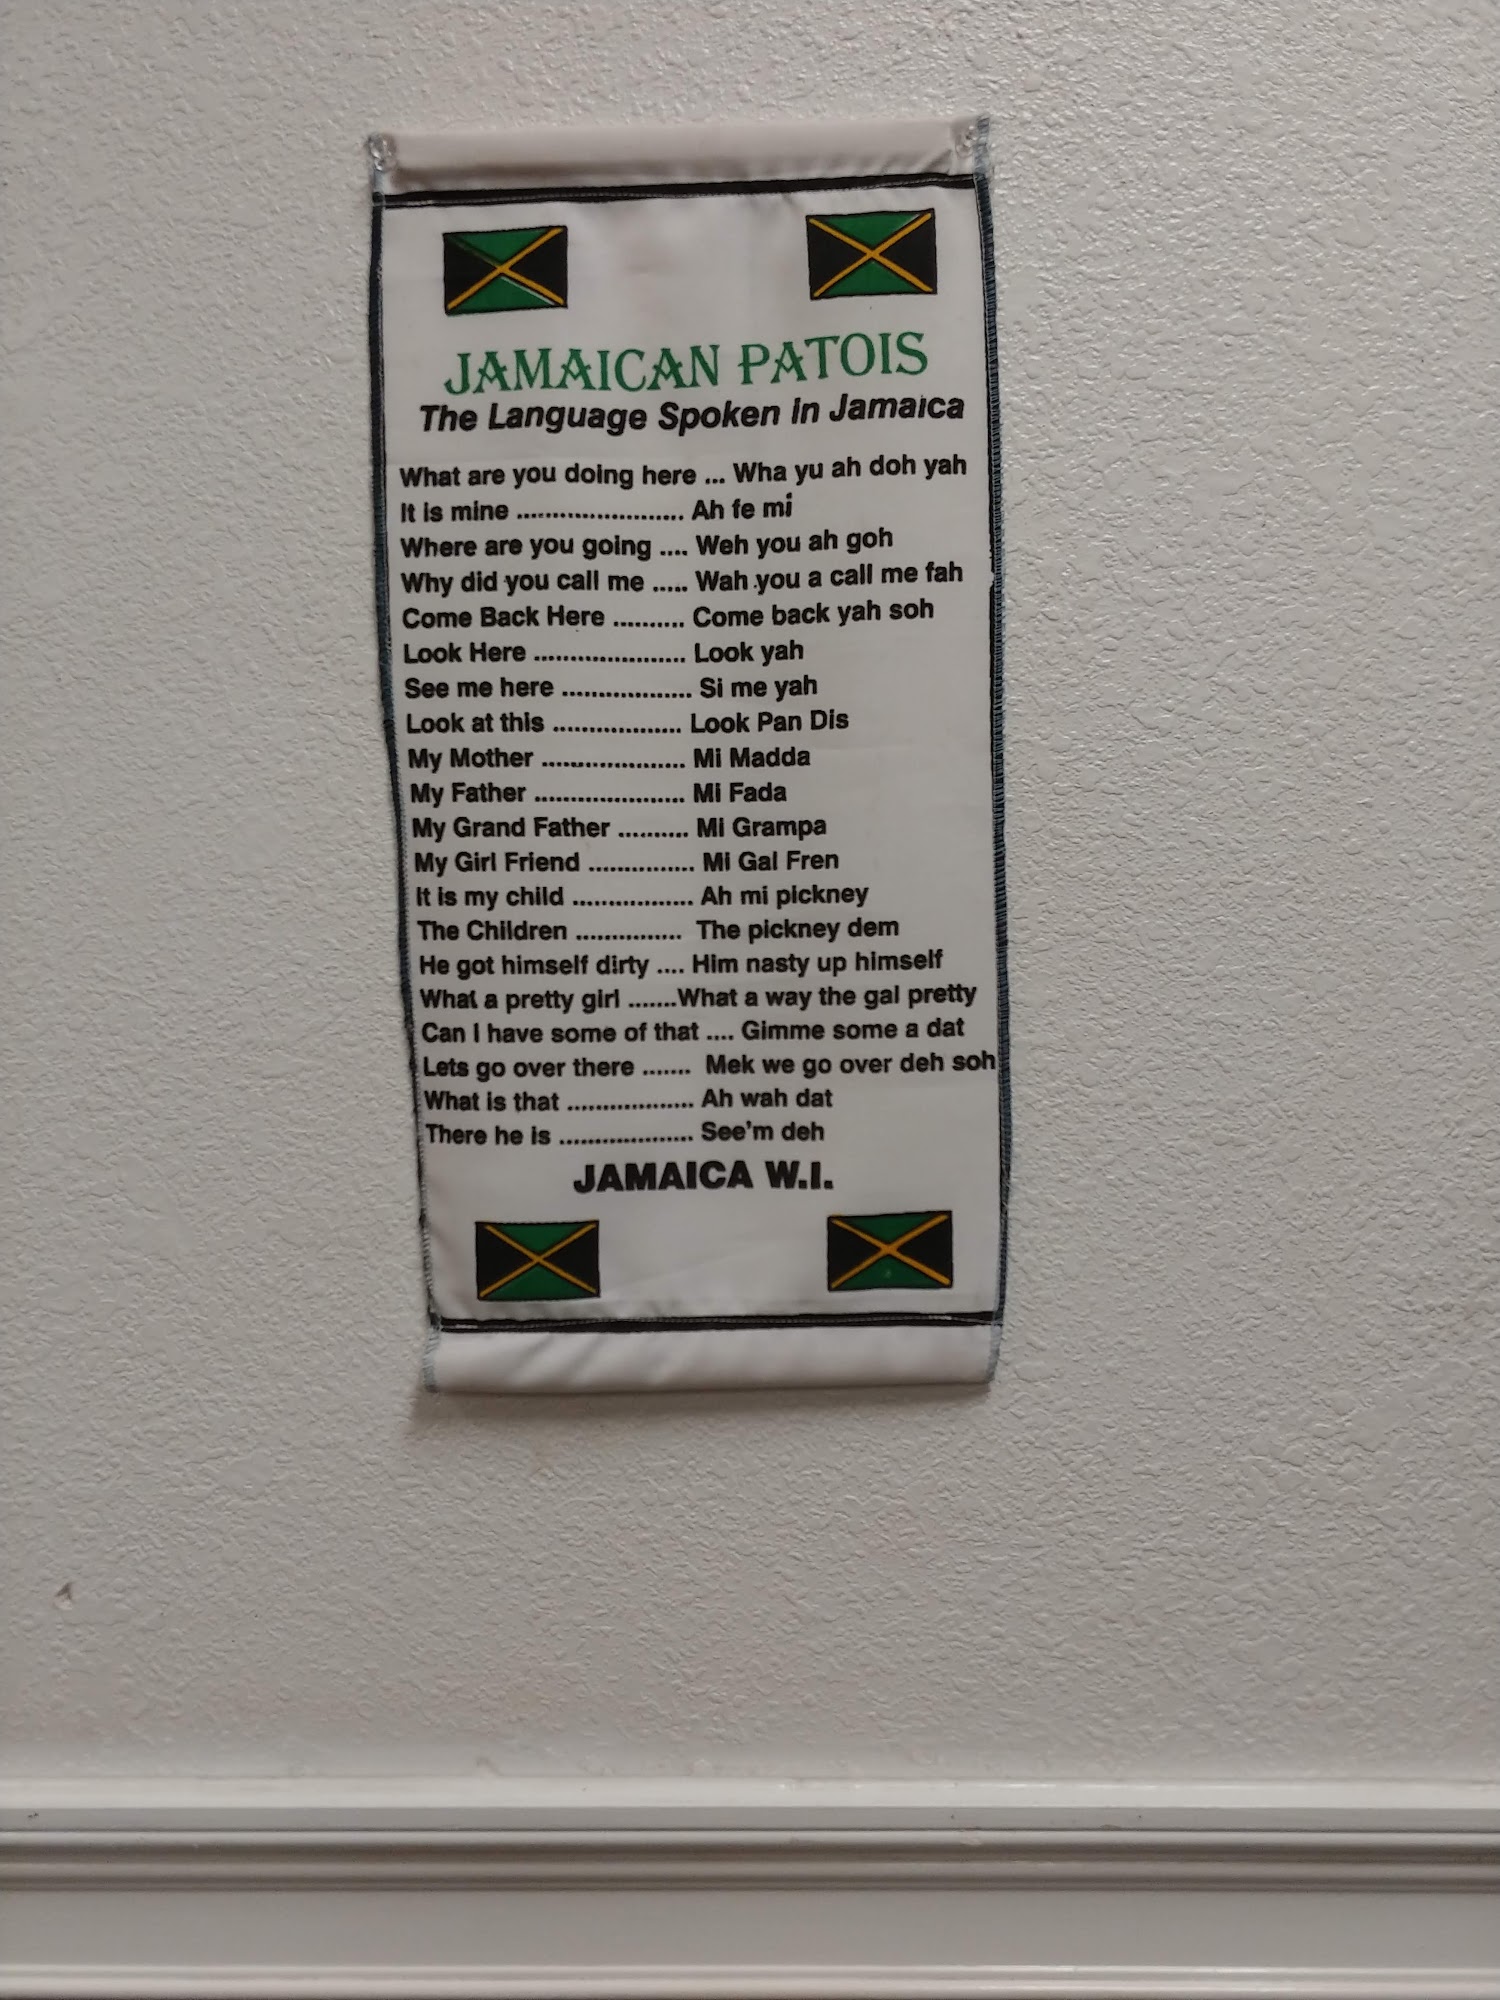 JAMAICAN PATOIS
The Language Spoken in Jamaica
What are you doing here ... Wha yu ah doh yah
It is mine ....................... Ah fe mi
Where are you going .... Weh you ah goh
Why did you call me ..... Wah you a call me fah
Come Back Here .......... Come back yah soh
Look Here ..................... Look yah
See me here .................. Si me yah
Look at this .................. Look Pan Dis
My Mother .................... Mi Madda
My Father ..................... Mi Fada
My Grand Father .......... Mi Grampa
My Girl Friend ............... Mi Gal Fren
It is my child ................. Ah mi pickney
The Children ............... The pickney dem
He got himself dirty .... Him nasty up himself
What a pretty girl .......What a way the gal pretty
Can I have some of that .... Gimme some a dat
Lets go over there ....... Mek we go over deh soh
What is that .................. Ah wah dat
There he is ................... See'm deh
JAMAICA W.I.